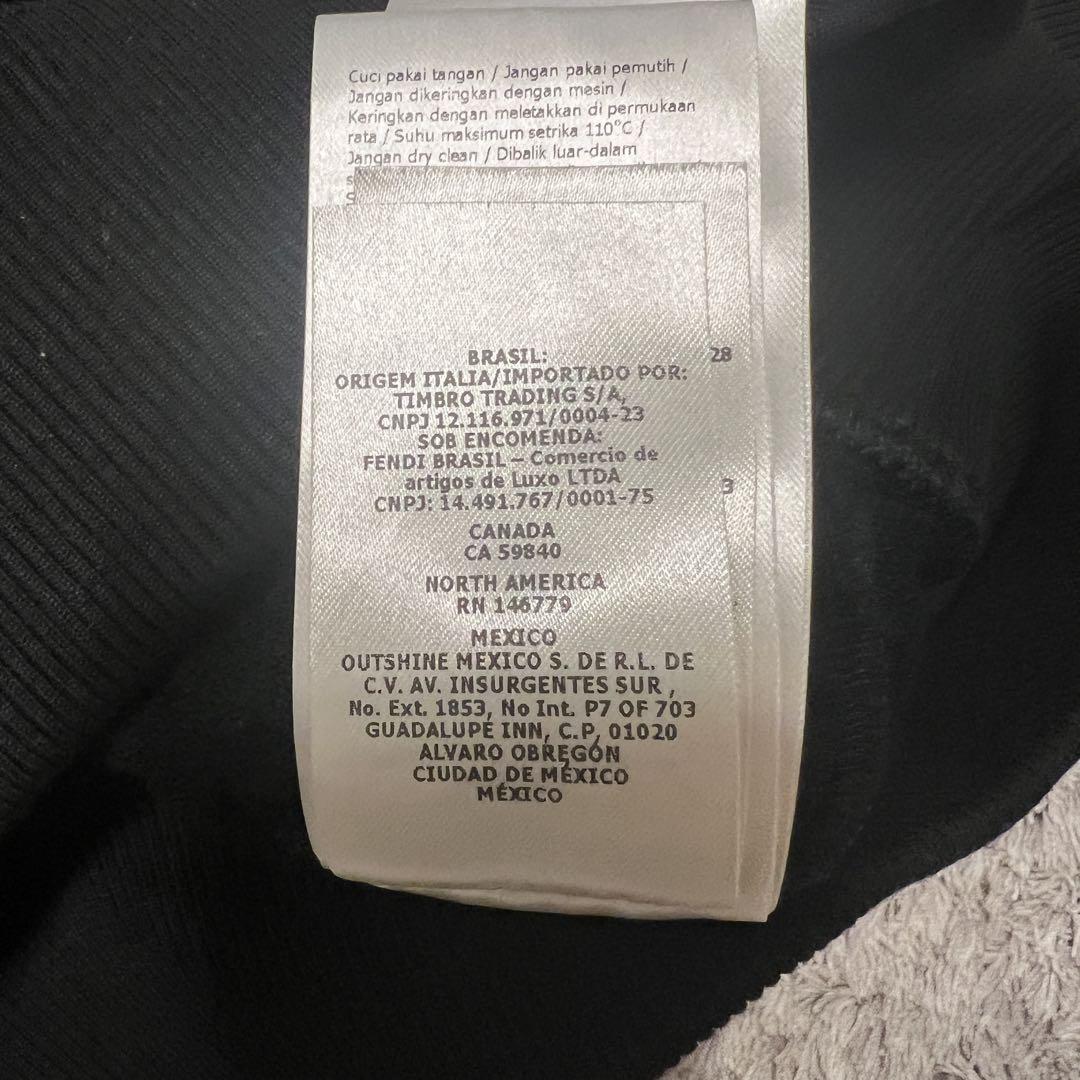 Cuci pakai tangan / Jangan pakai pemutih /
Jangan dikeringkan dengan mesin /
Keringkan dengan meletakkan di permukaan
rata / Suhu maksimum setrika 110°C /
Jangan dry clean / Dibalik luar-dalam
BRASIL:
28
ORIGEM ITALIA/IMPORTADO POR:
TIMBRO TRADING S/A,
CNPJ 12.116.971/0004-23
SOB ENCOMENDA:
FENDI BRASIL – Comercio de
artigos de Luxo LTDA
3
CNPJ: 14.491.767/0001-75
CANADA
CA 59840
NORTH AMERICA
RN 146779
MEXICO
OUTSHINE MEXICO S. DE R.L. DE
C.V. AV. INSURGENTES SUR ,
No. Ext. 1853, No Int. P7 OF 703
GUADALUPE INN, C.P, 01020
ALVARO OBREGÓN
CIUDAD DE MÉXICO
MÉXICO